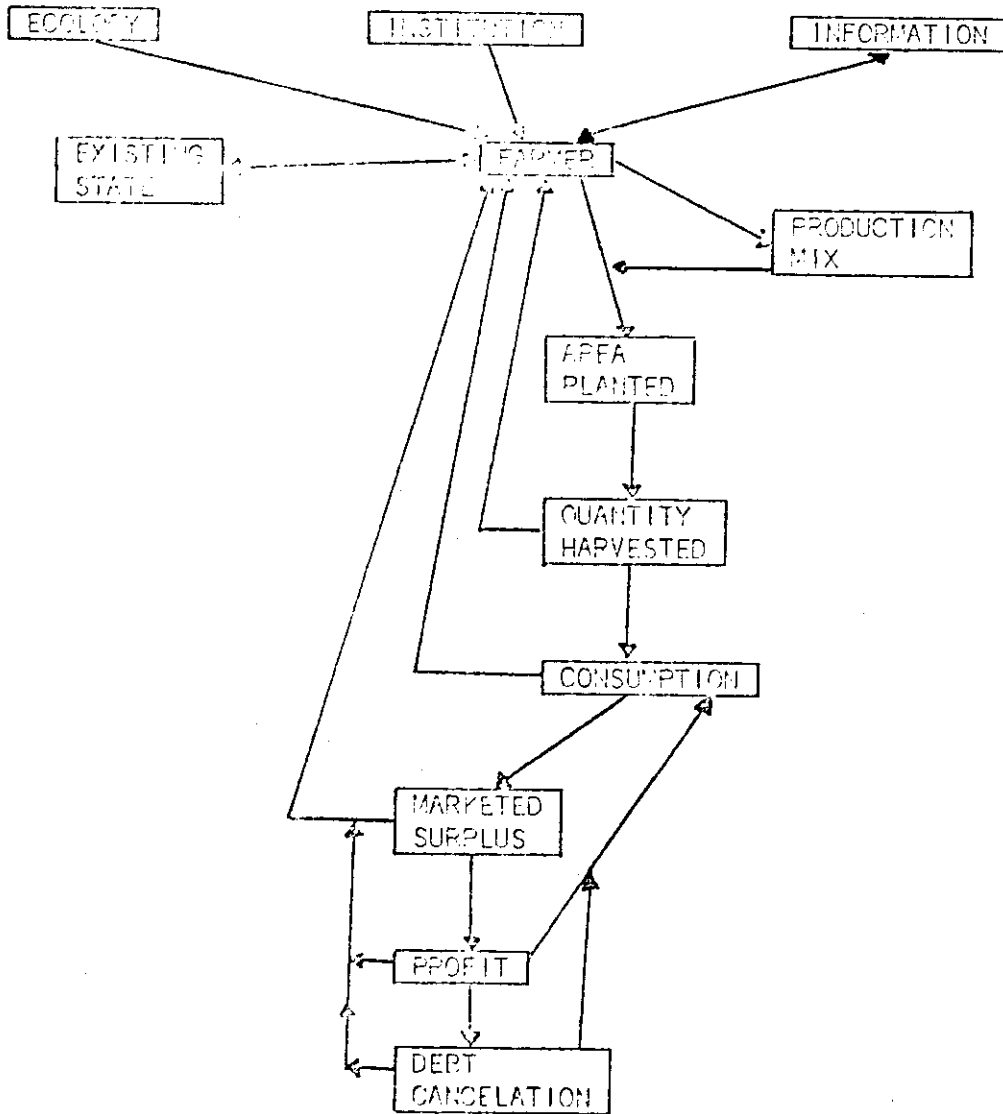 ECOLOGY
INSTITUTION
INFORMATION
EXISTING
STATE
FARMER
PRODUCTION
MIX
AREA
PLANTED
QUANTITY
HARVESTED
CONSUMPTION
MARKETED
SURPLUS
PROFIT
DEBT
CANCELATION